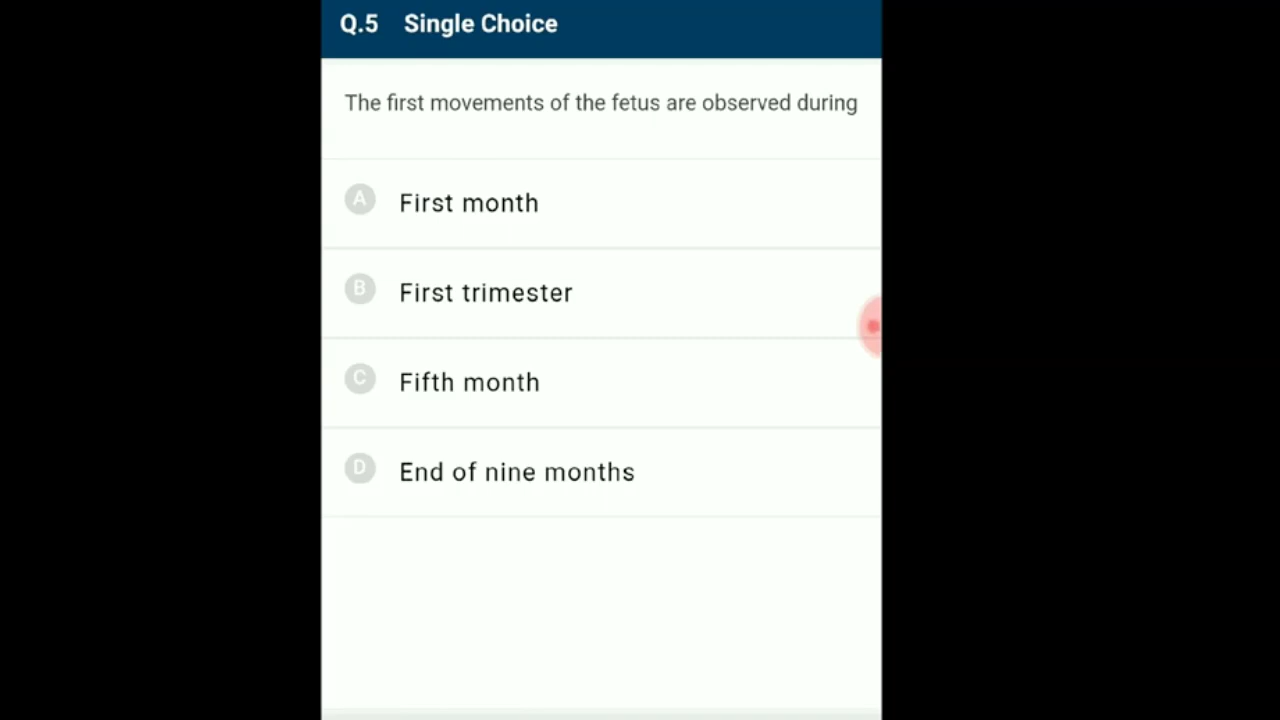 Q.5 Single Choice
The first movements of the fetus are observed during
A First month
B First trimester
C Fifth month
D End of nine months